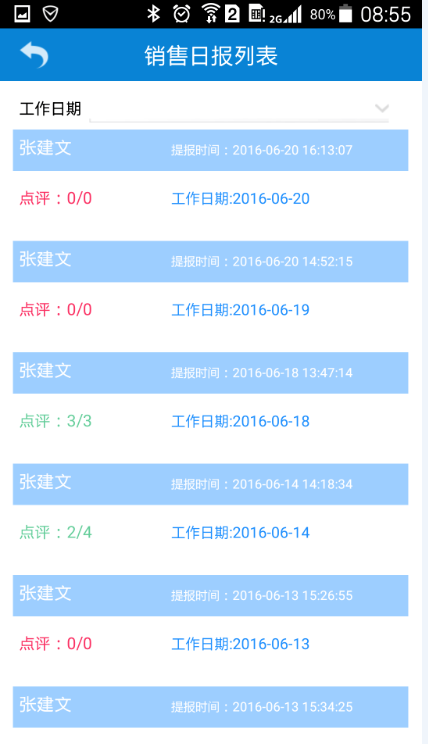 2 2G 80% 08:55
销售日报列表
工作日期
张建文 提报时间：2016-06-20 16:13:07
点评：0/0 工作日期:2016-06-20
张建文 提报时间：2016-06-20 14:52:15
点评：0/0 工作日期:2016-06-19
张建文 提报时间：2016-06-18 13:47:14
点评：3/3 工作日期:2016-06-18
张建文 提报时间：2016-06-14 14:18:34
点评：2/4 工作日期:2016-06-14
张建文 提报时间：2016-06-13 15:26:55
点评：0/0 工作日期:2016-06-13
张建文 提报时间：2016-06-13 15:34:25